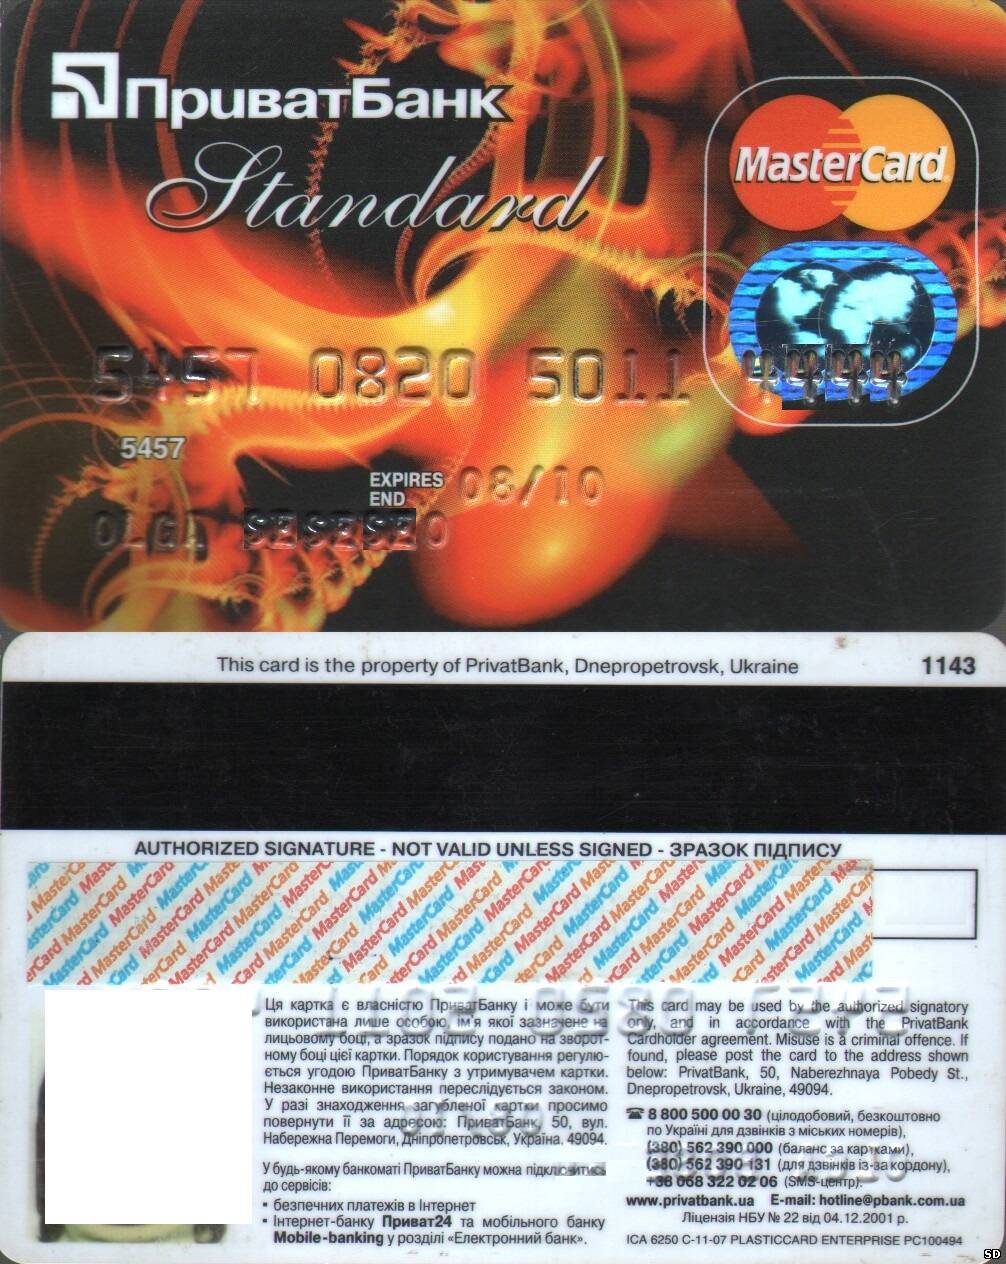 ПриватБанк
Standard
MasterCard
5457 0820 5011
5457
EXPIRES
END 08/10
OLGA
This card is the property of PrivatBank, Dnepropetrovsk, Ukraine 1143
AUTHORIZED SIGNATURE - NOT VALID UNLESS SIGNED - ЗРАЗОК ПІДПИСУ
MasterCard MasterCard MasterCard MasterCard MasterCard
Ця картка є власністю ПриватБанку і може бути
використана лише особою, ім'я якої зазначене на
лицьовому боці, а зразок підпису подано на зворот-
ному боці цієї картки. Порядок користування регулю-
ється угодою ПриватБанку з утримувачем картки.
Незаконне використання переслідується законом.
У разі знаходження загубленої картки просимо
повернути її за адресою: ПриватБанк, 50, вул.
Набережна Перемоги, Дніпропетровськ, Україна, 49094.
У будь-якому банкоматі ПриватБанку можна підключитись
до сервісів:
▪ безпечних платежів в Інтернет
▪ Інтернет-банку Приват24 та мобільного банку
Mobile-banking у розділі «Електронний банк».
This card may be used by the authorized signatory
only, and in accordance with the PrivatBank
Cardholder agreement. Misuse is a criminal offence. If
found, please post the card to the address shown
below: PrivatBank, 50, Naberezhnaya Pobedy St.,
Dnepropetrovsk, Ukraine, 49094.
☎ 8 800 500 00 30 (цілодобовий, безкоштовно
по Україні для дзвінків з міських номерів),
(380) 562 390 000 (баланс за картками),
(380) 562 390 131 (для дзвінків із-за кордону),
+38 068 322 02 06 (SMS-центр).
www.privatbank.ua E-mail: hotline@pbank.com.ua
Ліцензія НБУ № 22 від 04.12.2001 р.
ICA 6250 C-11-07 PLASTICCARD ENTERPRISE PC100494
SD